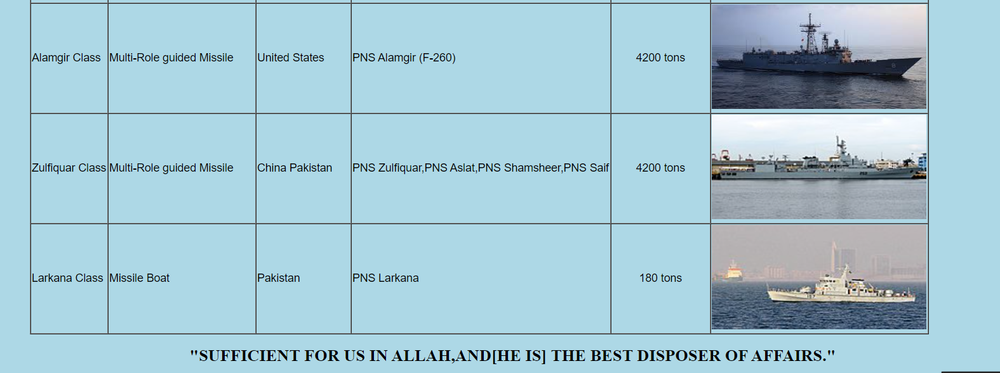 Alamgir Class Multi-Role guided Missile United States PNS Alamgir (F-260) 4200 tons
8
Zulfiquar Class Multi-Role guided Missile China Pakistan PNS Zulfiquar,PNS Aslat,PNS Shamsheer,PNS Saif 4200 tons
Larkana Class Missile Boat Pakistan PNS Larkana 180 tons
"SUFFICIENT FOR US IN ALLAH,AND[HE IS] THE BEST DISPOSER OF AFFAIRS."